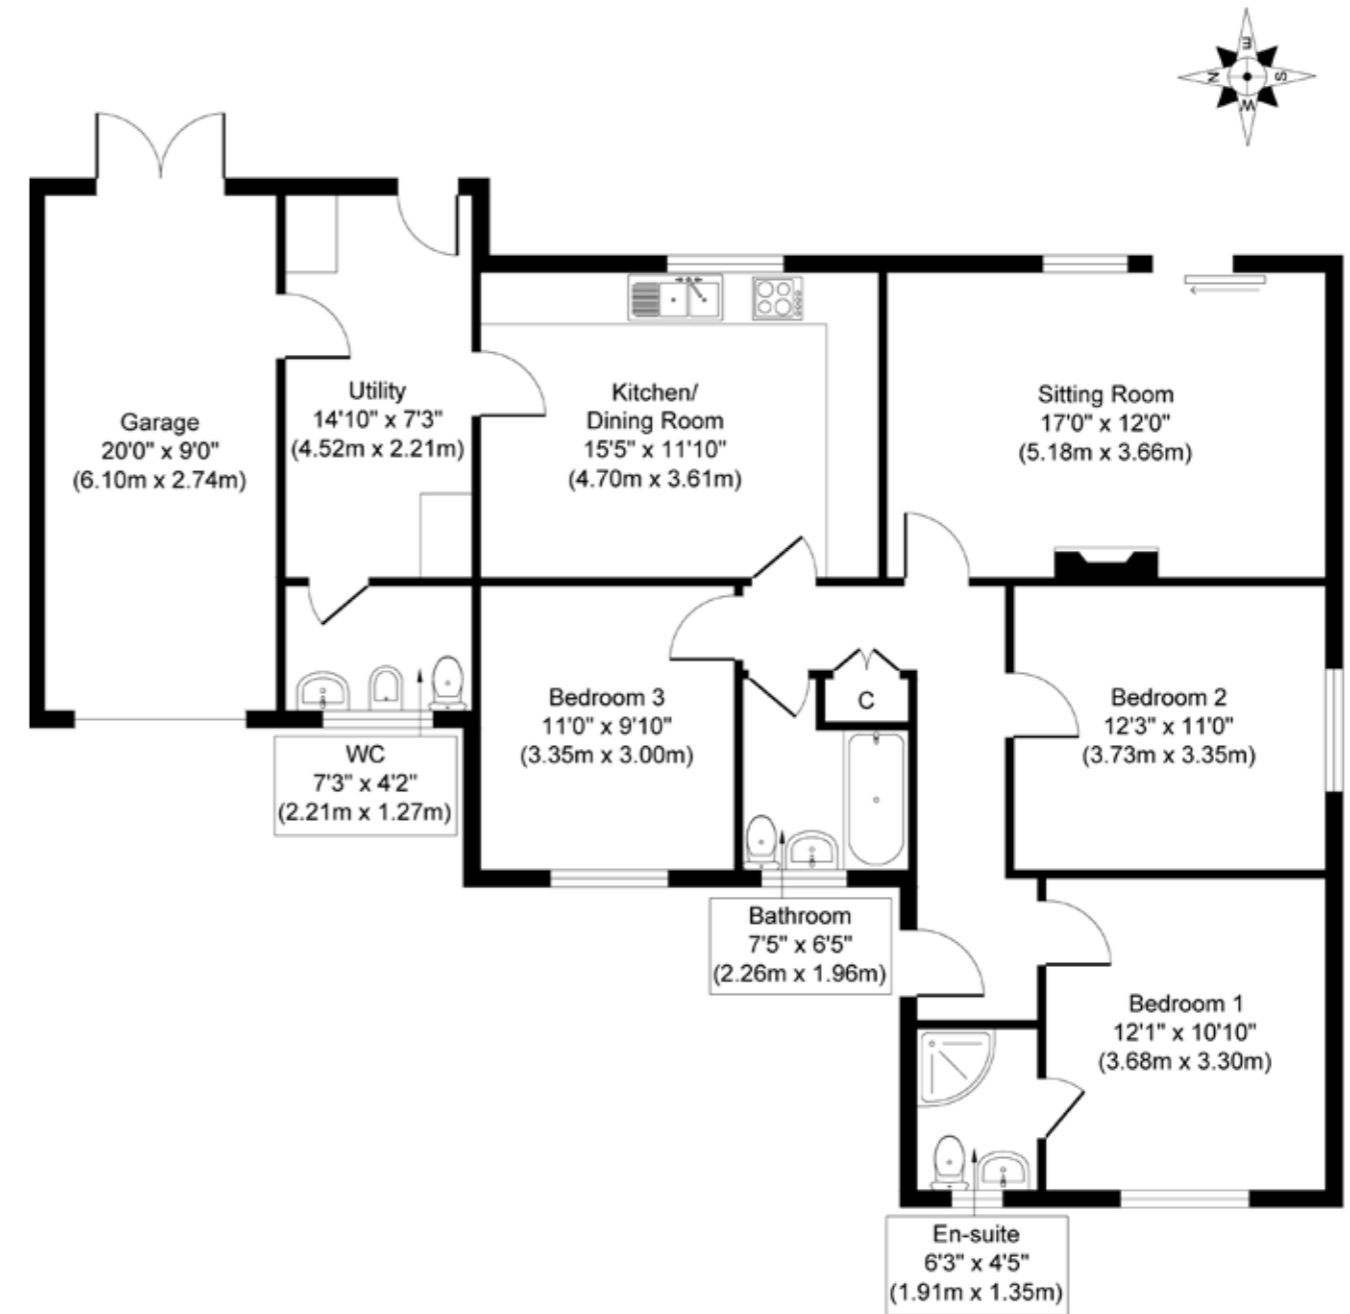 E
N
S
W
Garage
20'0" x 9'0"
(6.10m x 2.74m)
Utility
14'10" x 7'3"
(4.52m x 2.21m)
Kitchen/
Dining Room
15'5" x 11'10"
(4.70m x 3.61m)
Sitting Room
17'0" x 12'0"
(5.18m x 3.66m)
WC
7'3" x 4'2"
(2.21m x 1.27m)
Bedroom 3
11'0" x 9'10"
(3.35m x 3.00m)
C
Bedroom 2
12'3" x 11'0"
(3.73m x 3.35m)
Bathroom
7'5" x 6'5"
(2.26m x 1.96m)
Bedroom 1
12'1" x 10'10"
(3.68m x 3.30m)
En-suite
6'3" x 4'5"
(1.91m x 1.35m)